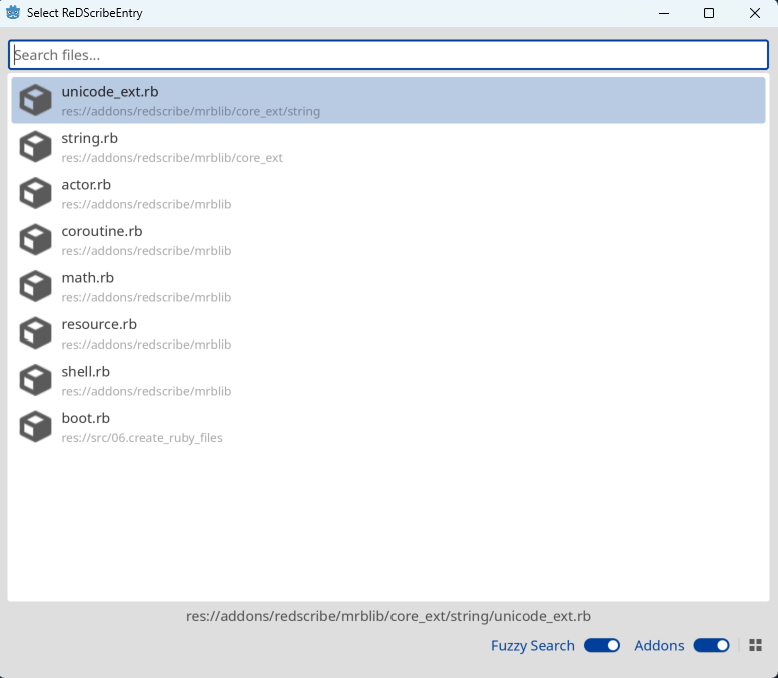 Select ReDScribeEntry
Search files...
unicode_ext.rb
res://addons/redscribe/mrblib/core_ext/string
string.rb
res://addons/redscribe/mrblib/core_ext
actor.rb
res://addons/redscribe/mrblib
coroutine.rb
res://addons/redscribe/mrblib
math.rb
res://addons/redscribe/mrblib
resource.rb
res://addons/redscribe/mrblib
shell.rb
res://addons/redscribe/mrblib
boot.rb
res://src/06.create_ruby_files
res://addons/redscribe/mrblib/core_ext/string/unicode_ext.rb
Fuzzy Search Addons